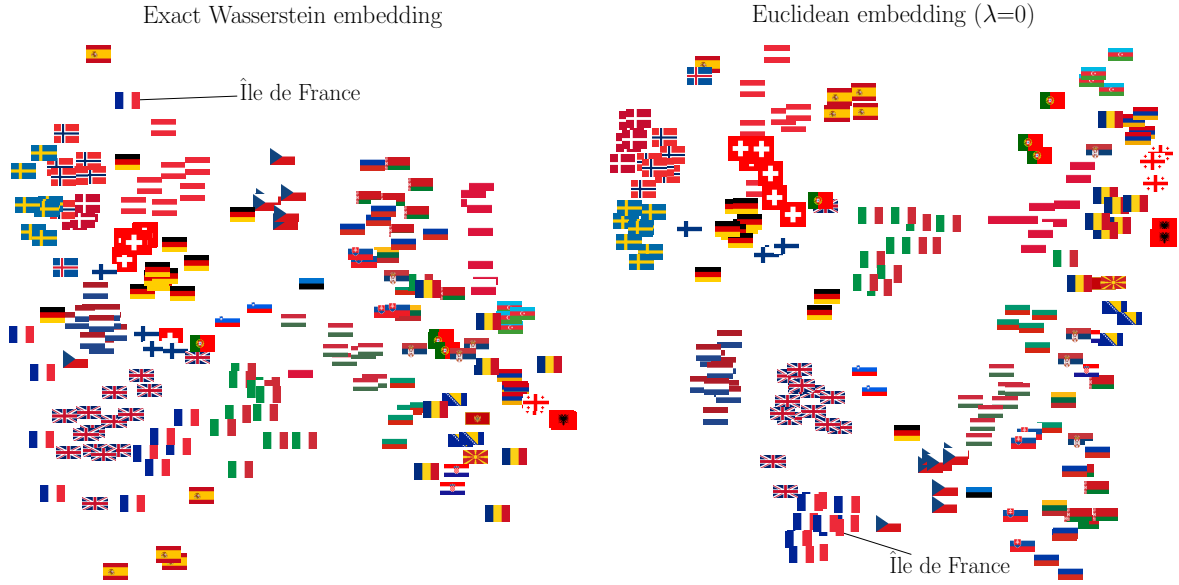 Exact Wasserstein embedding
Euclidean embedding (λ=0)
Île de France
Île de France